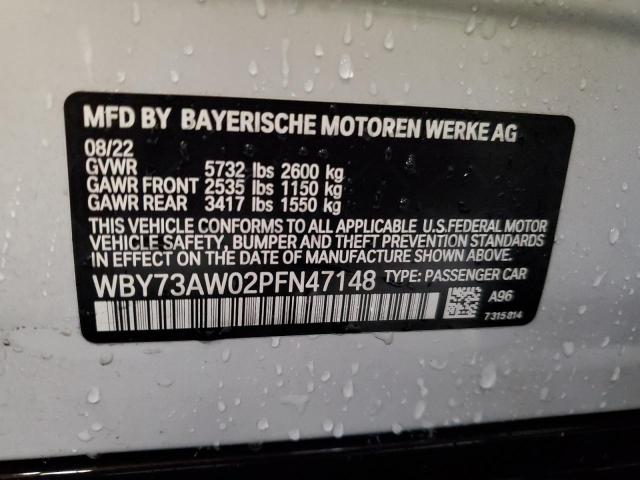 MFD BY BAYERISCHE MOTOREN WERKE AG
08/22
GVWR 5732 lbs 2600 kg
GAWR FRONT 2535 lbs 1150 kg
GAWR REAR 3417 lbs 1550 kg
THIS VEHICLE CONFORMS TO ALL APPLICABLE U.S.FEDERAL MOTOR
VEHICLE SAFETY, BUMPER AND THEFT PREVENTION STANDARDS
IN EFFECT ON THE DATE OF MANUFACTURE SHOWN ABOVE.
WBY73AW02PFN47148 TYPE: PASSENGER CAR
A96
7315814